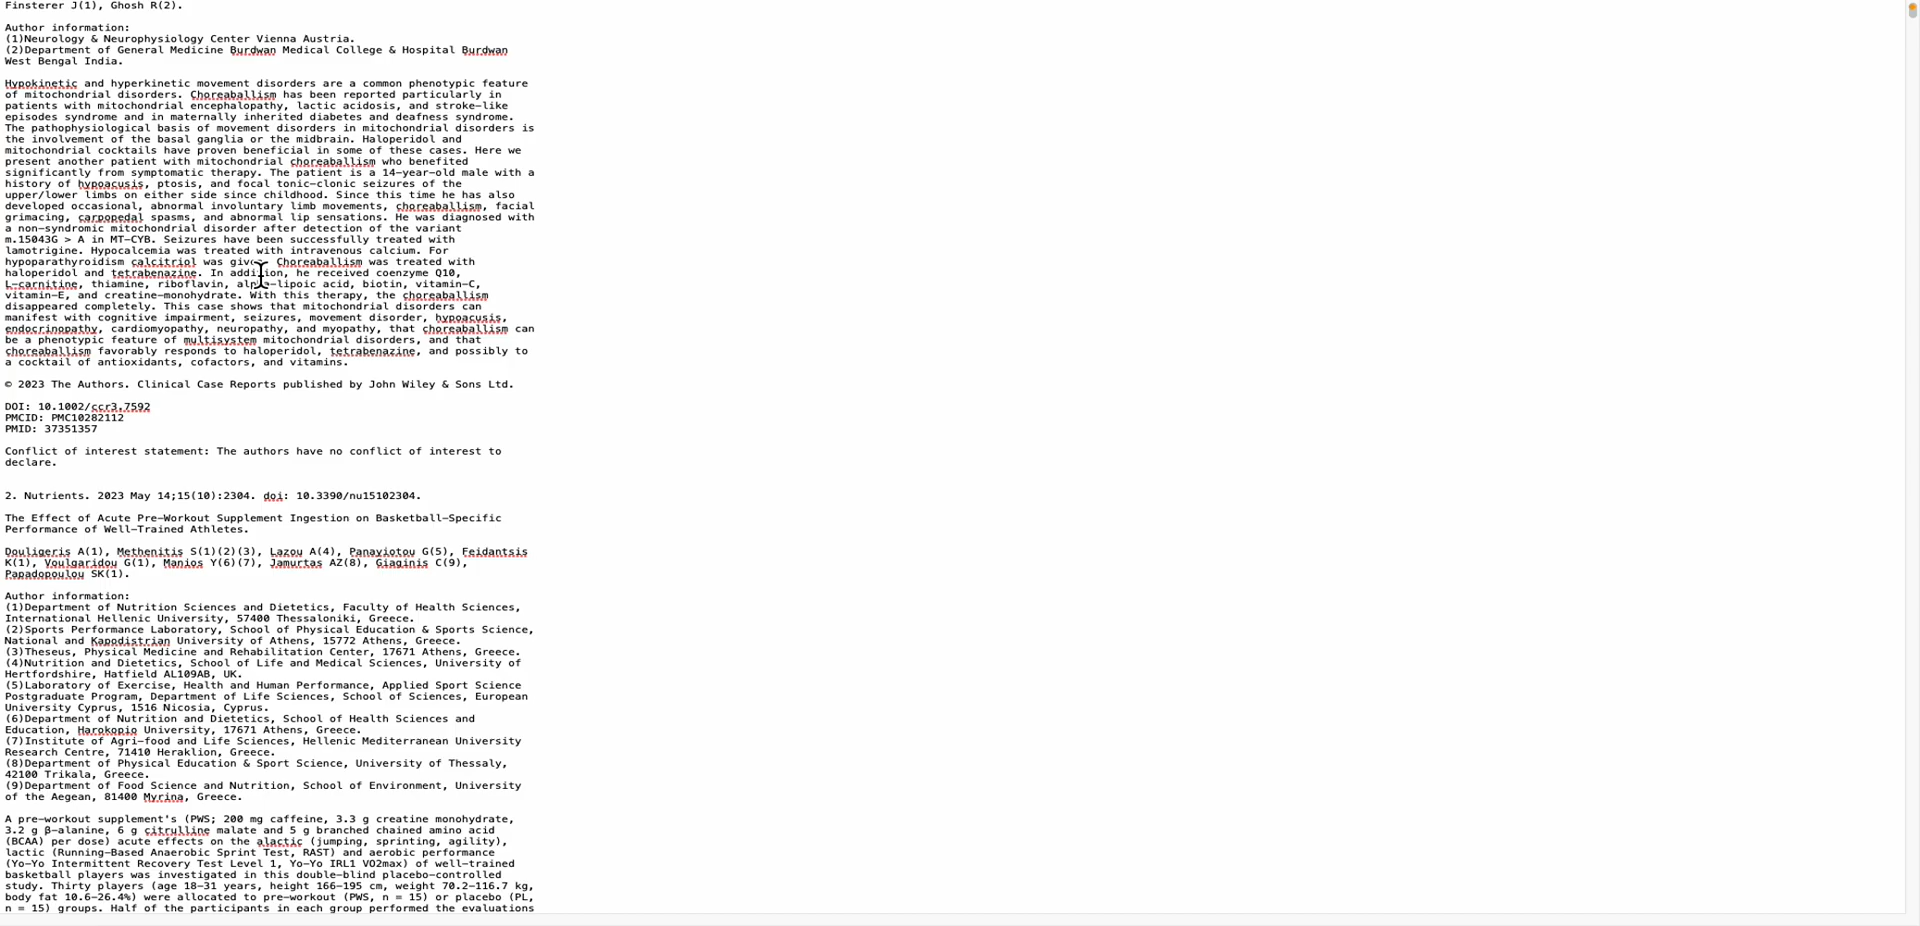 Finsterer J(1), Ghosh R(2).
Author information:
(1)Neurology & Neurophysiology Center Vienna Austria.
(2)Department of General Medicine Burdwan Medical College & Hospital Burdwan
West Bengal India.
Hypokinetic and hyperkinetic movement disorders are a common phenotypic feature
of mitochondrial disorders. Choreaballism has been reported particularly in
patients with mitochondrial encephalopathy, lactic acidosis, and stroke-like
episodes syndrome and in maternally inherited diabetes and deafness syndrome.
The pathophysiological basis of movement disorders in mitochondrial disorders is
the involvement of the basal ganglia or the midbrain. Haloperidol and
mitochondrial cocktails have proven beneficial in some of these cases. Here we
present another patient with mitochondrial choreaballism who benefited
significantly from symptomatic therapy. The patient is a 14-year-old male with a
history of hypoacusis, ptosis, and focal tonic-clonic seizures of the
upper/lower limbs on either side since childhood. Since this time he has also
developed occasional, abnormal involuntary limb movements, choreaballism, facial
grimacing, carpopedal spasms, and abnormal lip sensations. He was diagnosed with
a non-syndromic mitochondrial disorder after detection of the variant
m.15043G > A in MT-CYB. Seizures have been successfully treated with
lamotrigine. Hypocalcemia was treated with intravenous calcium. For
hypoparathyroidism calcitriol was given. Choreaballism was treated with
haloperidol and tetrabenazine. In addition, he received coenzyme Q10,
L-carnitine, thiamine, riboflavin, alpha-lipoic acid, biotin, vitamin-C,
vitamin-E, and creatine-monohydrate. With this therapy, the choreaballism
disappeared completely. This case shows that mitochondrial disorders can
manifest with cognitive impairment, seizures, movement disorder, hypoacusis,
endocrinopathy, cardiomyopathy, neuropathy, and myopathy, that choreaballism can
be a phenotypic feature of multisystem mitochondrial disorders, and that
choreaballism favorably responds to haloperidol, tetrabenazine, and possibly to
a cocktail of antioxidants, cofactors, and vitamins.
© 2023 The Authors. Clinical Case Reports published by John Wiley & Sons Ltd.
DOI: 10.1002/ccr3.7592
PMCID: PMC10282112
PMID: 37351357
Conflict of interest statement: The authors have no conflict of interest to
declare.
2. Nutrients. 2023 May 14;15(10):2304. doi: 10.3390/nu15102304.
The Effect of Acute Pre-Workout Supplement Ingestion on Basketball-Specific
Performance of Well-Trained Athletes.
Douligeris A(1), Methenitis S(1)(2)(3), Lazou A(4), Panayiotou G(5), Feidantsis
K(1), Voulgaridou G(1), Manios Y(6)(7), Jamurtas AZ(8), Giaginis C(9),
Papadopoulou SK(1).
Author information:
(1)Department of Nutrition Sciences and Dietetics, Faculty of Health Sciences,
International Hellenic University, 57400 Thessaloniki, Greece.
(2)Sports Performance Laboratory, School of Physical Education & Sports Science,
National and Kapodistrian University of Athens, 15772 Athens, Greece.
(3)Theseus, Physical Medicine and Rehabilitation Center, 17671 Athens, Greece.
(4)Nutrition and Dietetics, School of Life and Medical Sciences, University of
Hertfordshire, Hatfield AL109AB, UK.
(5)Laboratory of Exercise, Health and Human Performance, Applied Sport Science
Postgraduate Program, Department of Life Sciences, School of Sciences, European
University Cyprus, 1516 Nicosia, Cyprus.
(6)Department of Nutrition and Dietetics, School of Health Sciences and
Education, Harokopio University, 17671 Athens, Greece.
(7)Institute of Agri-food and Life Sciences, Hellenic Mediterranean University
Research Centre, 71410 Heraklion, Greece.
(8)Department of Physical Education & Sport Science, University of Thessaly,
42100 Trikala, Greece.
(9)Department of Food Science and Nutrition, School of Environment, University
of the Aegean, 81400 Myrina, Greece.
A pre-workout supplement's (PWS; 200 mg caffeine, 3.3 g creatine monohydrate,
3.2 g β-alanine, 6 g citrulline malate and 5 g branched chained amino acid
(BCAA) per dose) acute effects on the alactic (jumping, sprinting, agility),
lactic (Running-Based Anaerobic Sprint Test, RAST) and aerobic performance
(Yo-Yo Intermittent Recovery Test Level 1, Yo-Yo IRL1 VO2max) of well-trained
basketball players was investigated in this double-blind placebo-controlled
study. Thirty players (age 18-31 years, height 166-195 cm, weight 70.2-116.7 kg,
body fat 10.6-26.4%) were allocated to pre-workout (PWS, n = 15) or placebo (PL,
n = 15) groups. Half of the participants in each group performed the evaluations